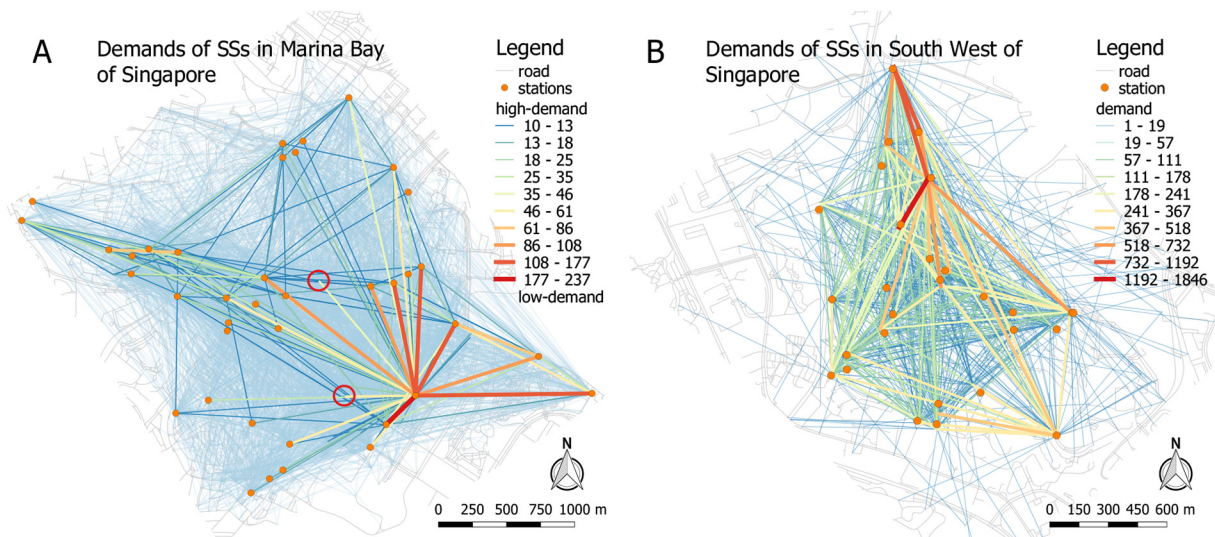 A
Demands of SSs in Marina Bay
of Singapore
Legend
road
stations
high-demand
10 - 13
13 - 18
18 - 25
25 - 35
35 - 46
46 - 61
61 - 86
86 - 108
108 - 177
177 - 237
low-demand
N
0 250 500 750 1000 m
B
Demands of SSs in South West of
Singapore
Legend
road
station
demand
1 - 19
19 - 57
57 - 111
111 - 178
178 - 241
241 - 367
367 - 518
518 - 732
732 - 1192
1192 - 1846
N
0 150 300 450 600 m